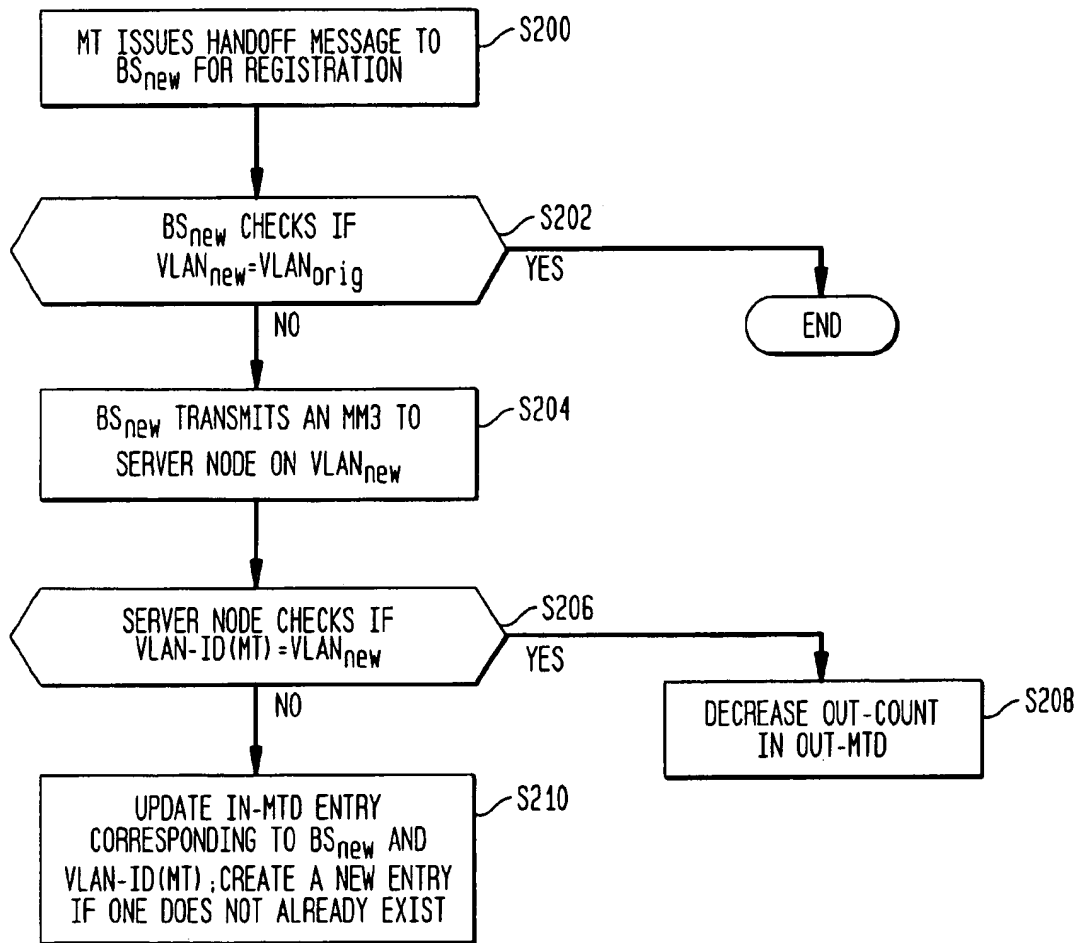 MT ISSUES HANDOFF MESSAGE TO
BSnew FOR REGISTRATION
S200
BSnew CHECKS IF
VLANnew=VLANorig
S202
YES
END
NO
BSnew TRANSMITS AN MM3 TO
SERVER NODE ON VLANnew
S204
SERVER NODE CHECKS IF
VLAN-ID(MT)=VLANnew
S206
YES
DECREASE OUT-COUNT
IN OUT-MTD
S208
NO
UPDATE IN-MTD ENTRY
CORRESPONDING TO BSnew AND
VLAN-ID(MT);CREATE A NEW ENTRY
IF ONE DOES NOT ALREADY EXIST
S210